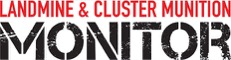 LANDMINE & CLUSTER MUNITION
MONITOR